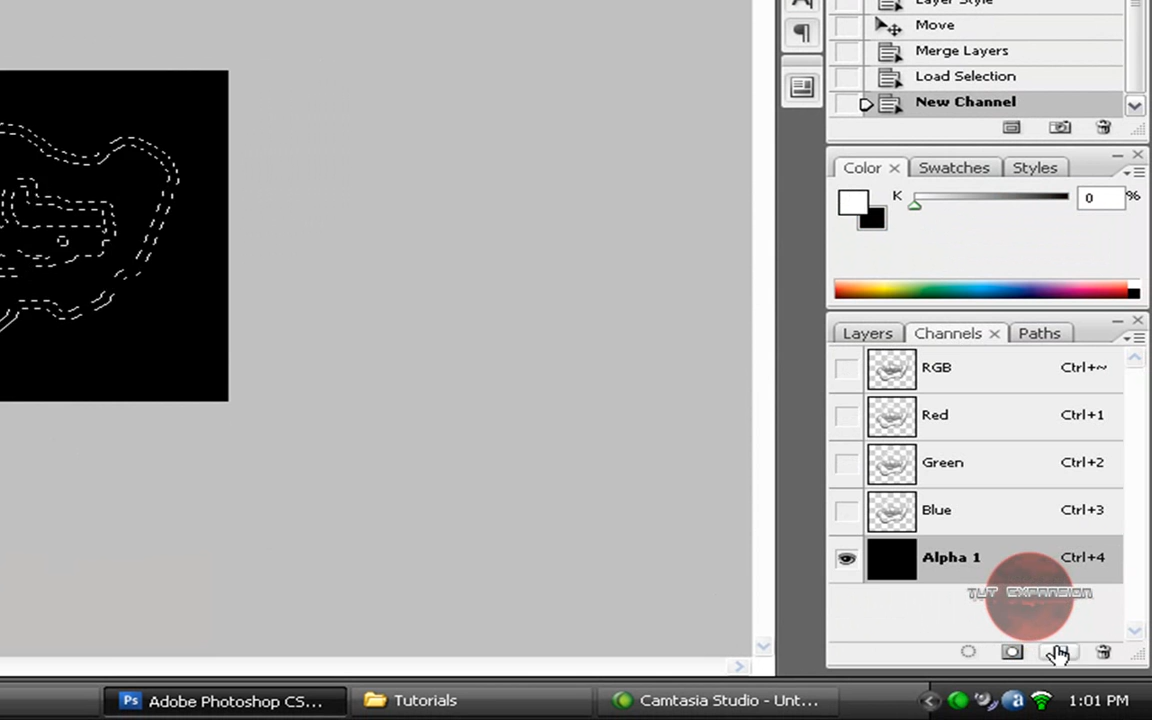 Layer Style
Move
Merge Layers
Load Selection
New Channel
Color Swatches Styles
K 0 %
Layers Channels Paths
RGB Ctrl+~
Red Ctrl+1
Green Ctrl+2
Blue Ctrl+3
Alpha 1 Ctrl+4
TUT EXPANSION
Ps Adobe Photoshop CS... Tutorials Camtasia Studio - Unt... 1:01 PM